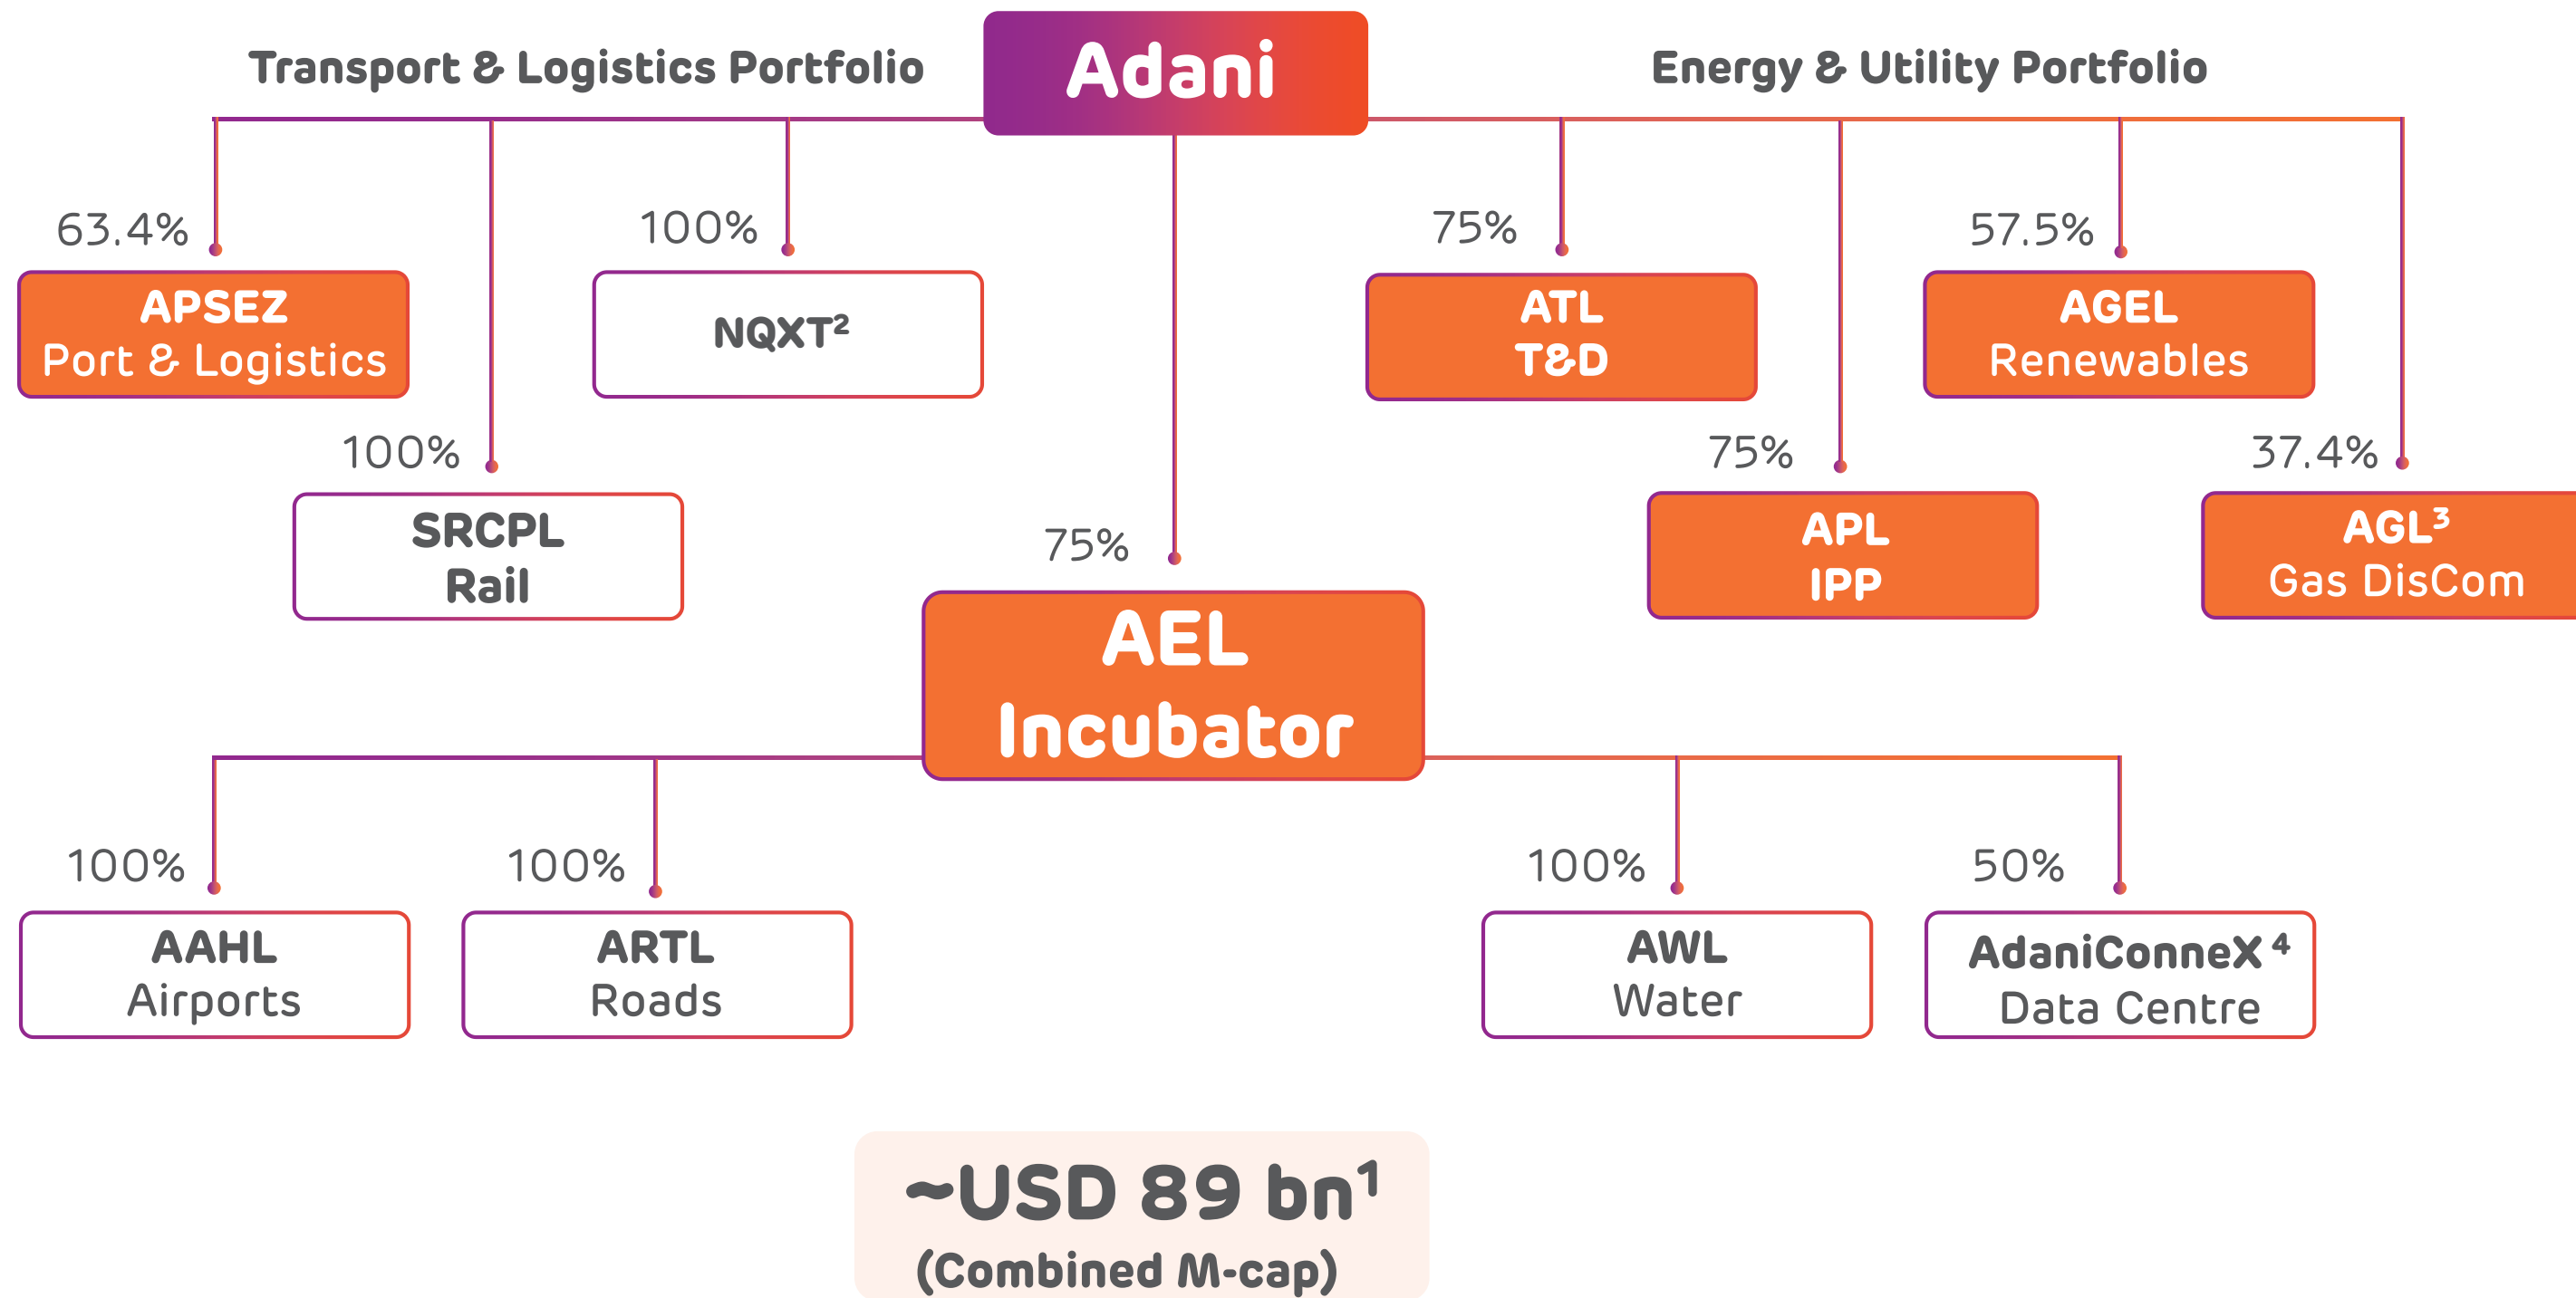 Adani
Transport & Logistics Portfolio
Energy & Utility Portfolio
63.4%
APSEZ
Port & Logistics
100%
SRCPL
Rail
100%
NQXT²
75%
ATL
T&D
75%
APL
IPP
57.5%
AGEL
Renewables
37.4%
AGL³
Gas DisCom
75%
AEL
Incubator
100%
AAHL
Airports
100%
ARTL
Roads
100%
AWL
Water
50%
AdaniConneX ⁴
Data Centre
~USD 89 bn¹
(Combined M-cap)